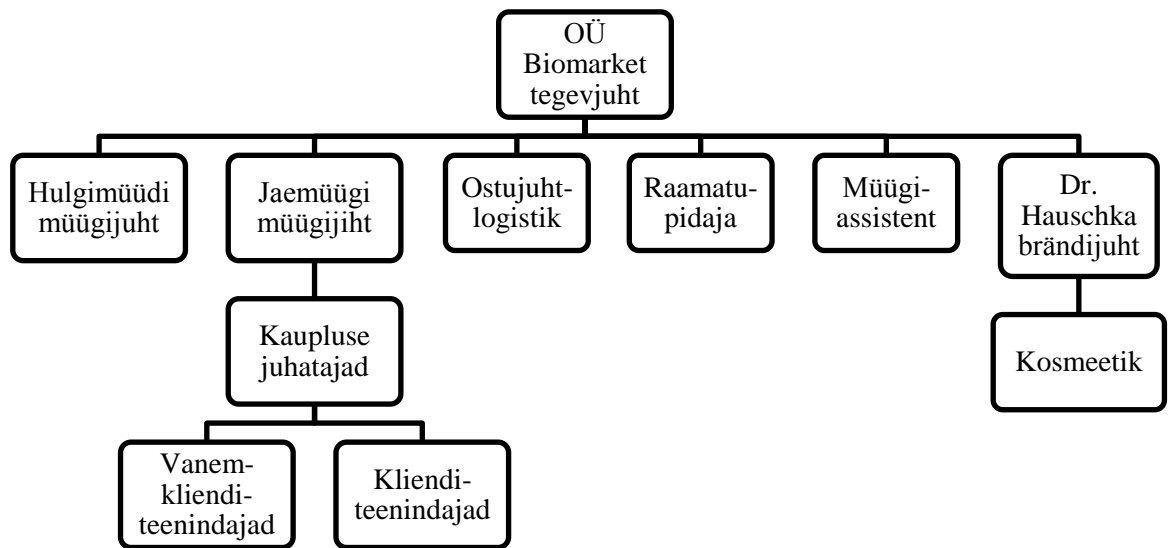 OÜ
Biomarket
tegevjuht
Hulgimüüdi
müügijuht
Jaemüügi
müügijiht
Ostujuht-
logistik
Raamatu-
pidaja
Müügi-
assistent
Dr.
Hauschka
brändijuht
Kaupluse
juhatajad
Kosmeetik
Vanem-
kliendi-
teenindajad
Kliendi-
teenindajad